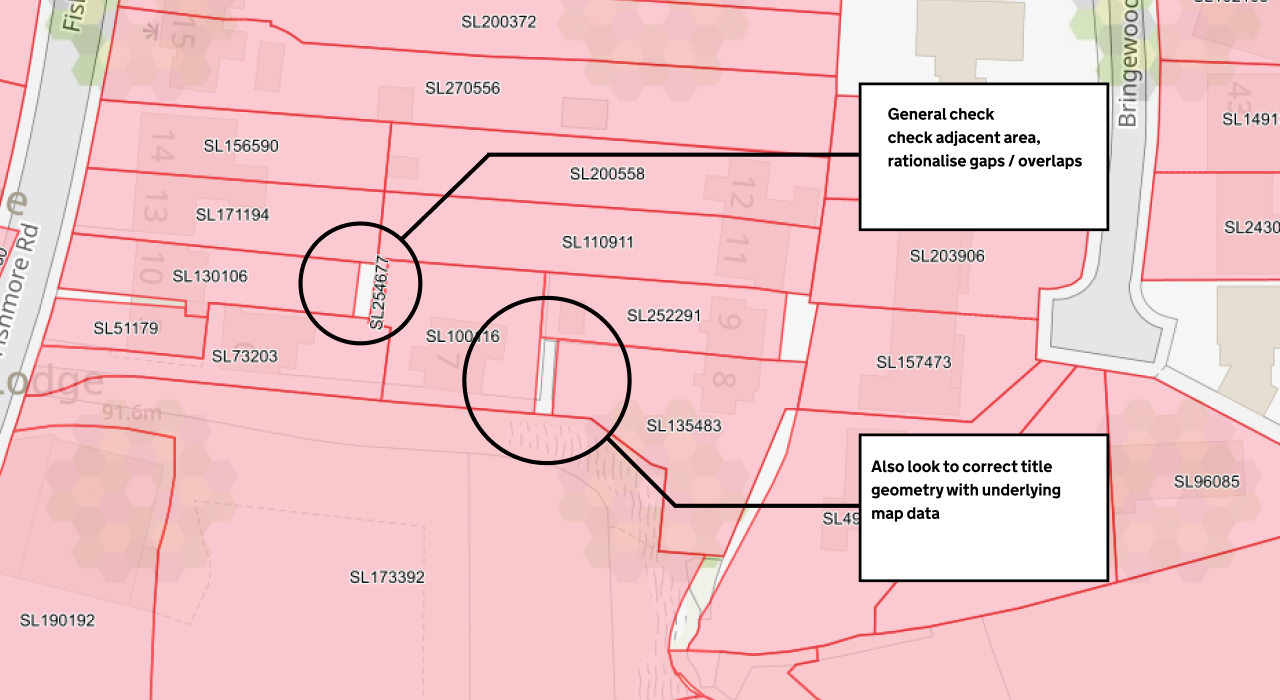 SL200372
Fis
15
SL270556
Bringewood
43
SL1491
General check
check adjacent area,
rationalise gaps / overlaps
14
SL156590
SL200558
12
13
SL171194
SL110911
11
SL203906
SL2430
e
Fishmore Rd
10
SL130106
SL254677
SL51179
SL73203
SL100116
7
SL252291
9
8
SL157473
Lodge
91.6m
SL135483
Also look to correct title
geometry with underlying
map data
SL96085
SL49
SL173392
SL190192